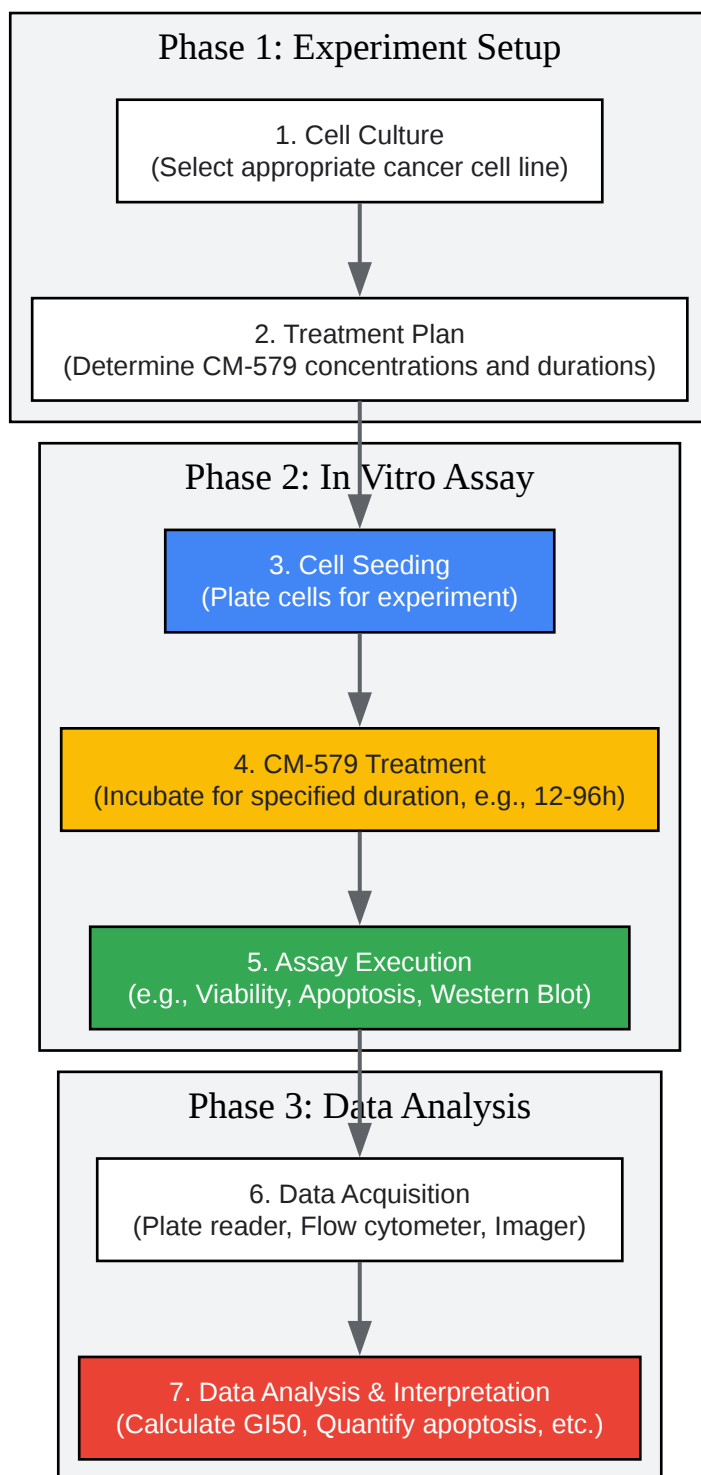 Phase 1: Experiment Setup
1. Cell Culture
(Select appropriate cancer cell line)
2. Treatment Plan
(Determine CM-579 concentrations and durations)
Phase 2: In Vitro Assay
3. Cell Seeding
(Plate cells for experiment)
4. CM-579 Treatment
(Incubate for specified duration, e.g., 12-96h)
5. Assay Execution
(e.g., Viability, Apoptosis, Western Blot)
Phase 3: Data Analysis
6. Data Acquisition
(Plate reader, Flow cytometer, Imager)
7. Data Analysis & Interpretation
(Calculate GI50, Quantify apoptosis, etc.)